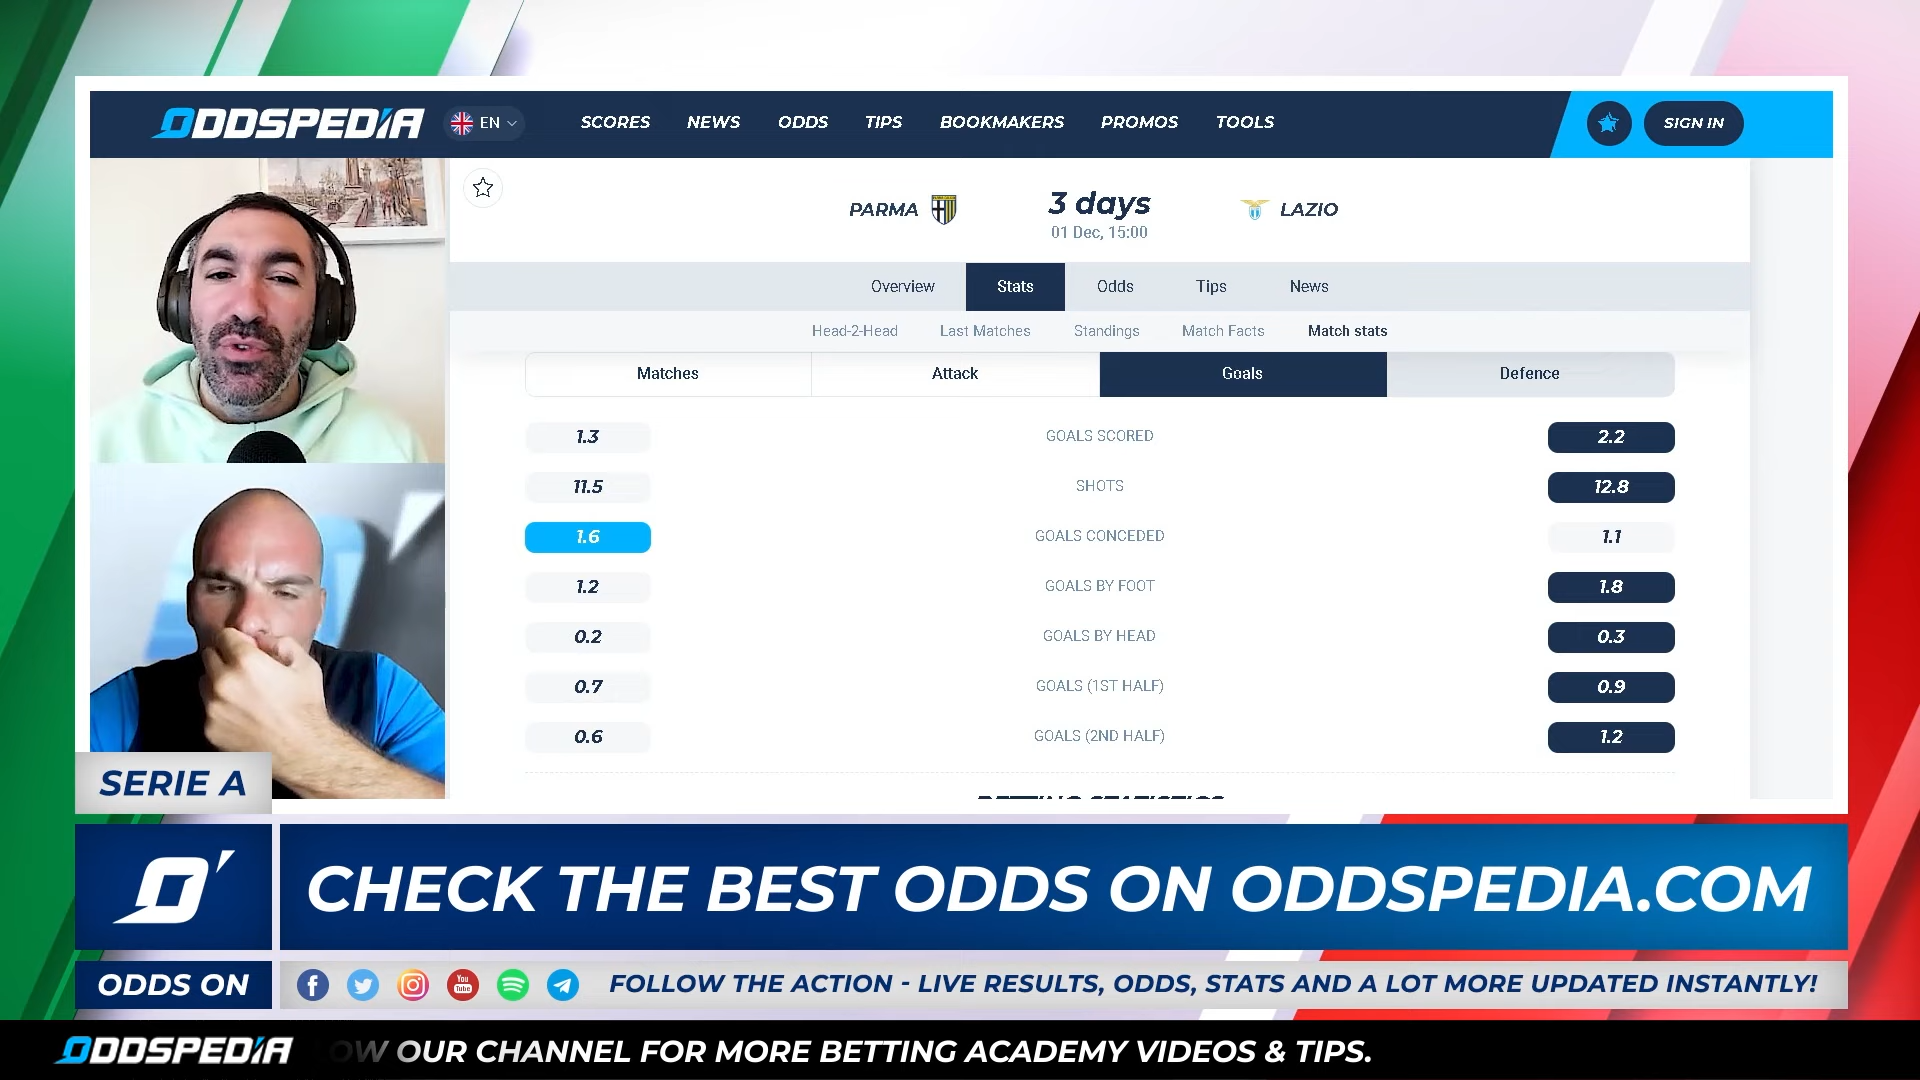 ODDSPEDIA
EN
SCORES NEWS ODDS TIPS BOOKMAKERS PROMOS TOOLS
SIGN IN
PARMA 3 days LAZIO
01 Dec, 15:00
Overview Stats Odds Tips News
Head-2-Head Last Matches Standings Match Facts Match stats
Matches Attack Goals Defence
1.3 GOALS SCORED 2.2
11.5 SHOTS 12.8
1.6 GOALS CONCEDED 1.1
1.2 GOALS BY FOOT 1.8
0.2 GOALS BY HEAD 0.3
0.7 GOALS (1ST HALF) 0.9
0.6 GOALS (2ND HALF) 1.2
BETTING STATISTICS
SERIE A
CHECK THE BEST ODDS ON ODDSPEDIA.COM
ODDS ON
You Tube
FOLLOW THE ACTION - LIVE RESULTS, ODDS, STATS AND A LOT MORE UPDATED INSTANTLY!
ODDSPEDIA
OW OUR CHANNEL FOR MORE BETTING ACADEMY VIDEOS & TIPS.